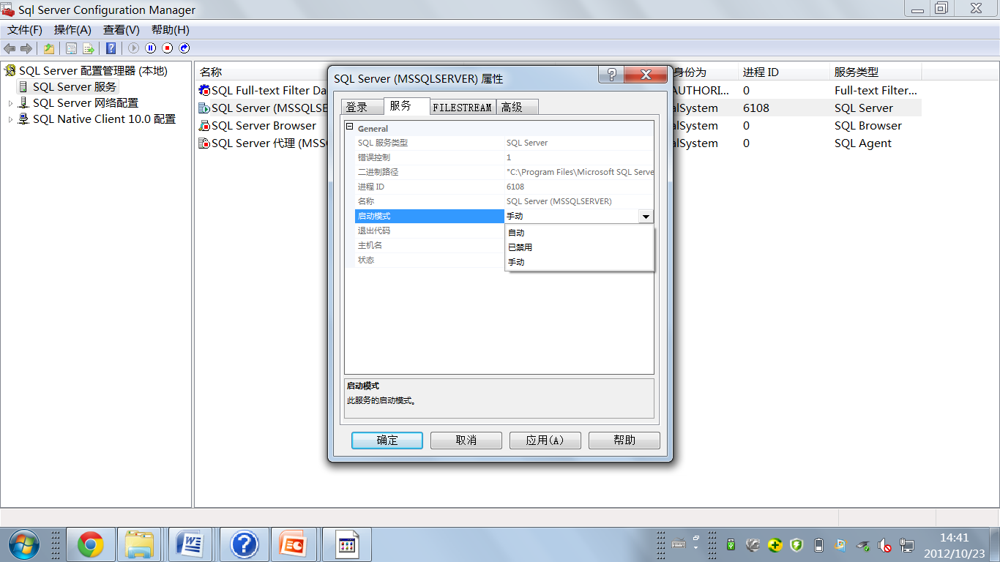 Sql Server Configuration Manager
文件(F) 操作(A) 查看(V) 帮助(H)
SQL Server 配置管理器 (本地)
SQL Server 服务
SQL Server 网络配置
SQL Native Client 10.0 配置
名称 身份为 进程 ID 服务类型
SQL Full-text Filter Da AUTHORI... 0 Full-text Filter...
SQL Server (MSSQLSE alSystem 6108 SQL Server
SQL Server Browser alSystem 0 SQL Browser
SQL Server 代理 (MSS alSystem 0 SQL Agent
SQL Server (MSSQLSERVER) 属性
登录 服务 FILESTREAM 高级
General
SQL 服务类型 SQL Server
错误控制 1
二进制路径 "C:\Program Files\Microsoft SQL Serve
进程 ID 6108
名称 SQL Server (MSSQLSERVER)
启动模式 手动
退出代码 自动
主机名 已禁用
状态 手动
启动模式
此服务的启动模式。
确定 取消 应用(A) 帮助
14:41
2012/10/23